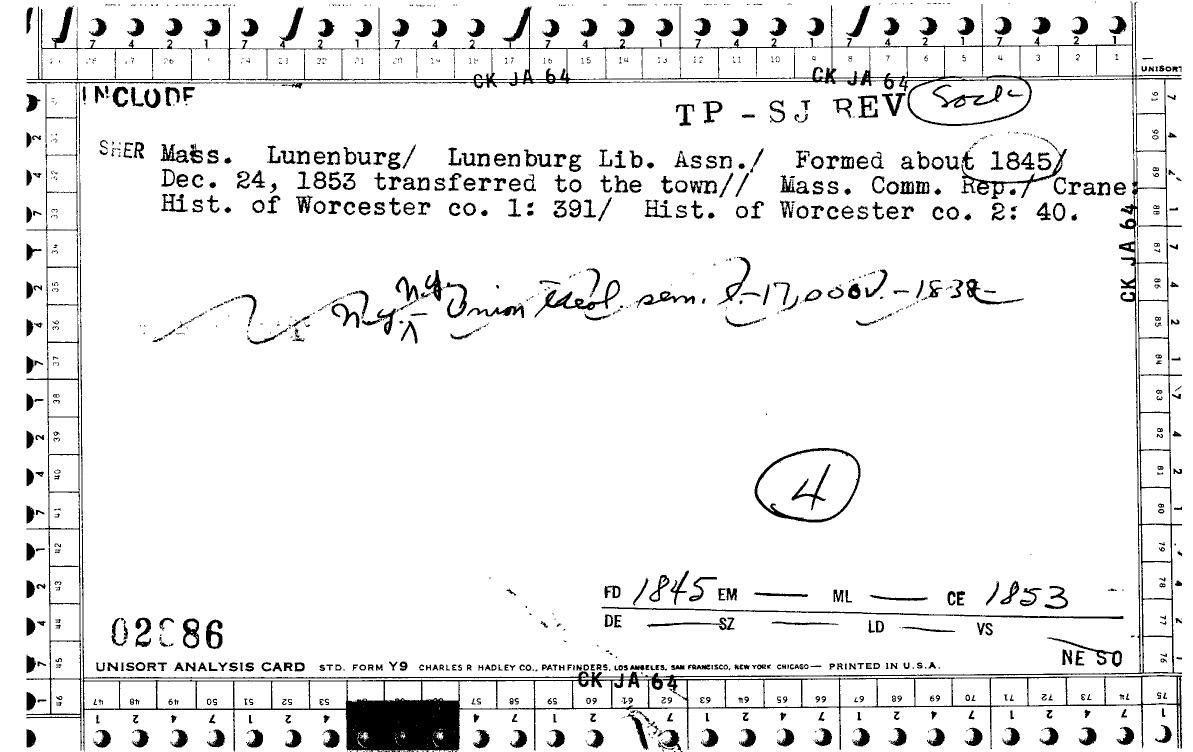 CK JA 64 CK JA 64
UNISORT
INCLUDE
TP - SJ REV
SHER Mass. Lunenburg/ Lunenburg Lib. Assn./ Formed about 1845/
Dec. 24, 1853 transferred to the town// Mass. Comm. Rep./ Crane:
Hist. of Worcester co. 1: 391/ Hist. of Worcester co. 2: 40.
CK JA 64
N.Y.
N.Y. - Union theol. sem. l.-17,000v.-1838-
4
FD 1845 EM — ML — CE 1853
DE — SZ LD — VS
NE SO
UNISORT ANALYSIS CARD STD. FORM Y9 CHARLES R HADLEY CO., PATHFINDERS, LOS ANGELES, SAN FRANCISCO, NEW YORK CHICAGO — PRINTED IN U.S.A.
CK JA 64